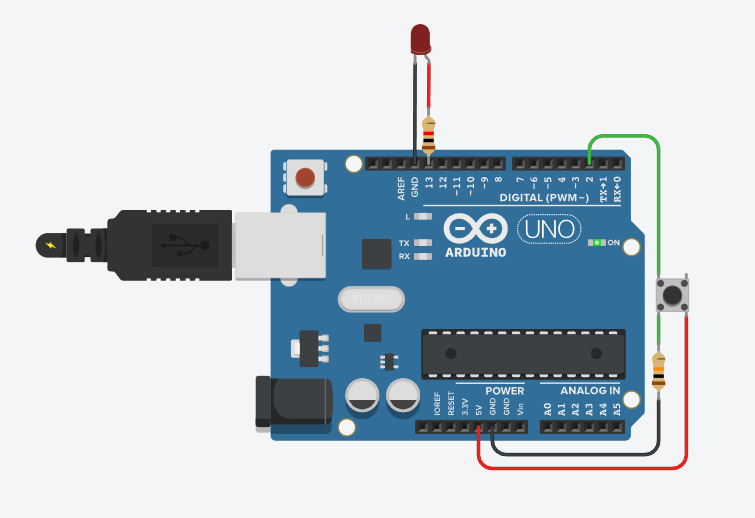 AREF
GND
13
12
~11
~10
~9
8
7
~6
~5
4
~3
2
TX→1
RX←0
DIGITAL (PWM~)
L
TX
RX
ARDUINO
UNO
ON
POWER
ANALOG IN
IOREF
RESET
3.3V
5V
GND
GND
Vin
A0
A1
A2
A3
A4
A5